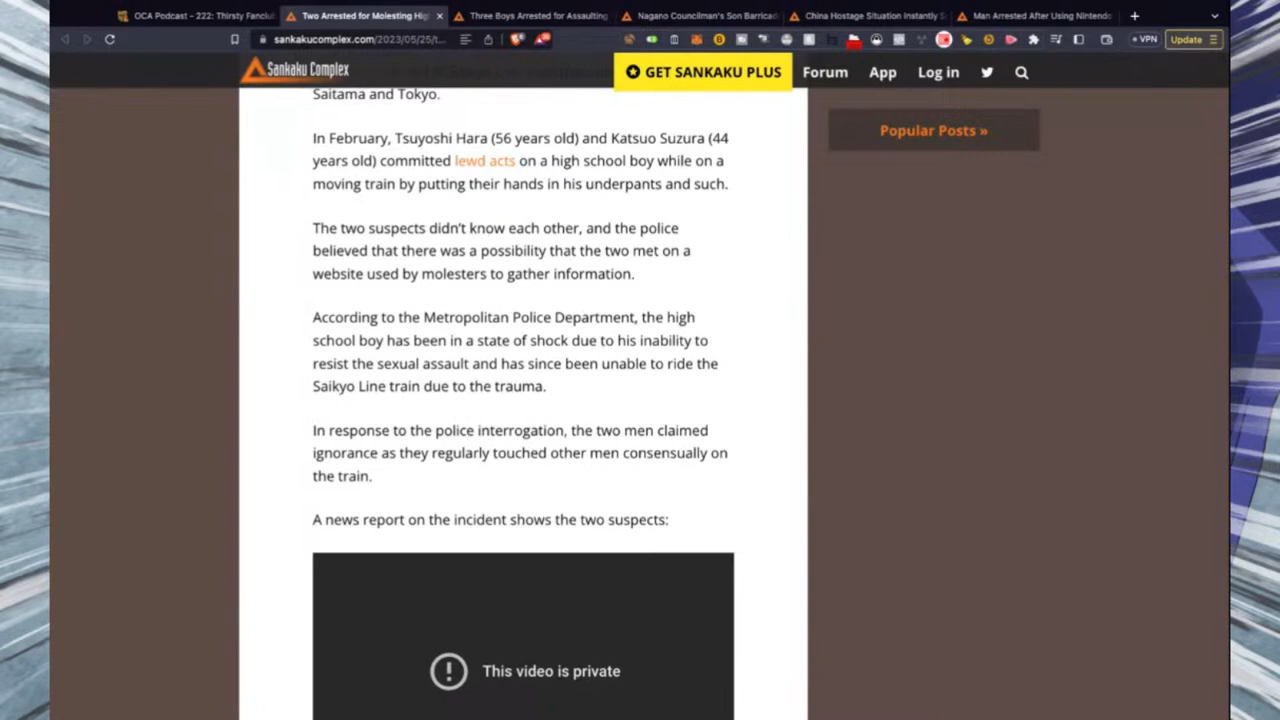 OCA Podcast – 222: Thirsty Fanclu
Two Arrested for Molesting Hig
Three Boys Arrested for Assaulting
Nagano Councilman's Son Barricad
China Hostage Situation Instantly S
Man Arrested After Using Nintendo
sankakucomplex.com/2023/05/25/t...
VPN
Update
Sankaku Complex
GET SANKAKU PLUS
Forum
App
Log in
Saitama and Tokyo.
Popular Posts »
In February, Tsuyoshi Hara (56 years old) and Katsuo Suzura (44
years old) committed lewd acts on a high school boy while on a
moving train by putting their hands in his underpants and such.
The two suspects didn't know each other, and the police
believed that there was a possibility that the two met on a
website used by molesters to gather information.
According to the Metropolitan Police Department, the high
school boy has been in a state of shock due to his inability to
resist the sexual assault and has since been unable to ride the
Saikyo Line train due to the trauma.
In response to the police interrogation, the two men claimed
ignorance as they regularly touched other men consensually on
the train.
A news report on the incident shows the two suspects:
This video is private